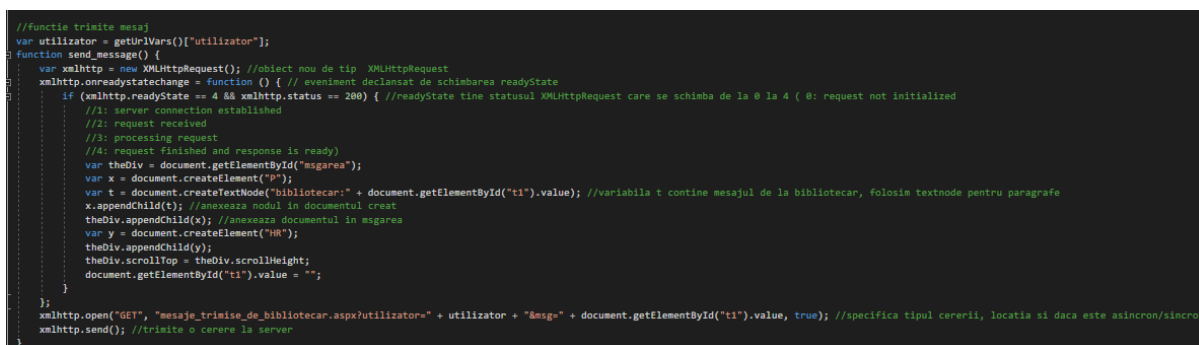 //functie trimite mesaj
var utilizator = getUrlVars()["utilizator"];
function send_message() {
var xmlhttp = new XMLHttpRequest(); //obiect nou de tip  XMLHttpRequest
xmlhttp.onreadystatechange = function () { // eveniment declansat de schimbarea readyState
if (xmlhttp.readyState == 4 && xmlhttp.status == 200) { //readyState tine statusul XMLHttpRequest care se schimba de la 0 la 4 ( 0: request not initialized
//1: server connection established
//2: request received
//3: processing request
//4: request finished and response is ready)
var theDiv = document.getElementById("msgarea");
var x = document.createElement("P");
var t = document.createTextNode("bibliotecar:" + document.getElementById("t1").value); //variabila t contine mesajul de la bibliotecar, folosim textnode pentru paragrafe
x.appendChild(t); //anexeaza nodul in documentul creat
theDiv.appendChild(x); //anexeaza documentul in msgarea
var y = document.createElement("HR");
theDiv.appendChild(y);
theDiv.scrollTop = theDiv.scrollHeight;
document.getElementById("t1").value = "";
}
};
xmlhttp.open("GET", "mesaje_trimise_de_bibliotecar.aspx?utilizator=" + utilizator + "&msg=" + document.getElementById("t1").value, true); //specifica tipul cererii, locatia si daca este asincron/sincro
xmlhttp.send(); //trimite o cerere la server
}